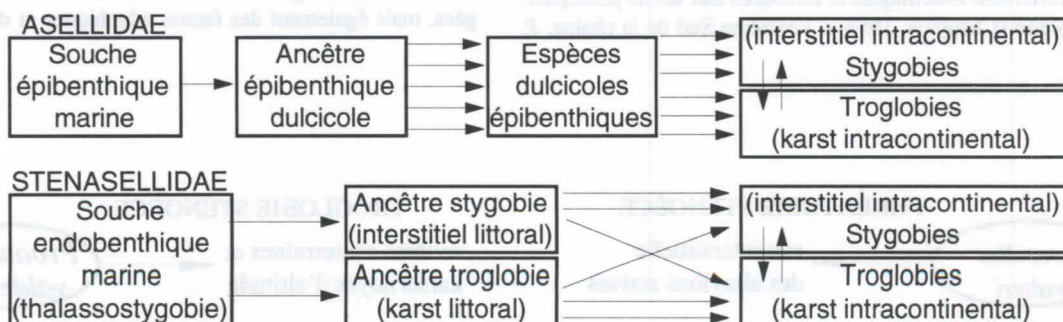 ASELLIDAE
Souche
épibenthique
marine
Ancêtre
épibenthique
dulcicole
Espèces
dulcicoles
épibenthiques
(interstitiel intracontinental)
Stygobies
Troglobies
(karst intracontinental)
STENASELLIDAE
Souche
endobenthique
marine
(thalassostygobie)
Ancêtre stygobie
(interstitiel littoral)
Ancêtre troglobie
(karst littoral)
(interstitiel intracontinental)
Stygobies
Troglobies
(karst intracontinental)